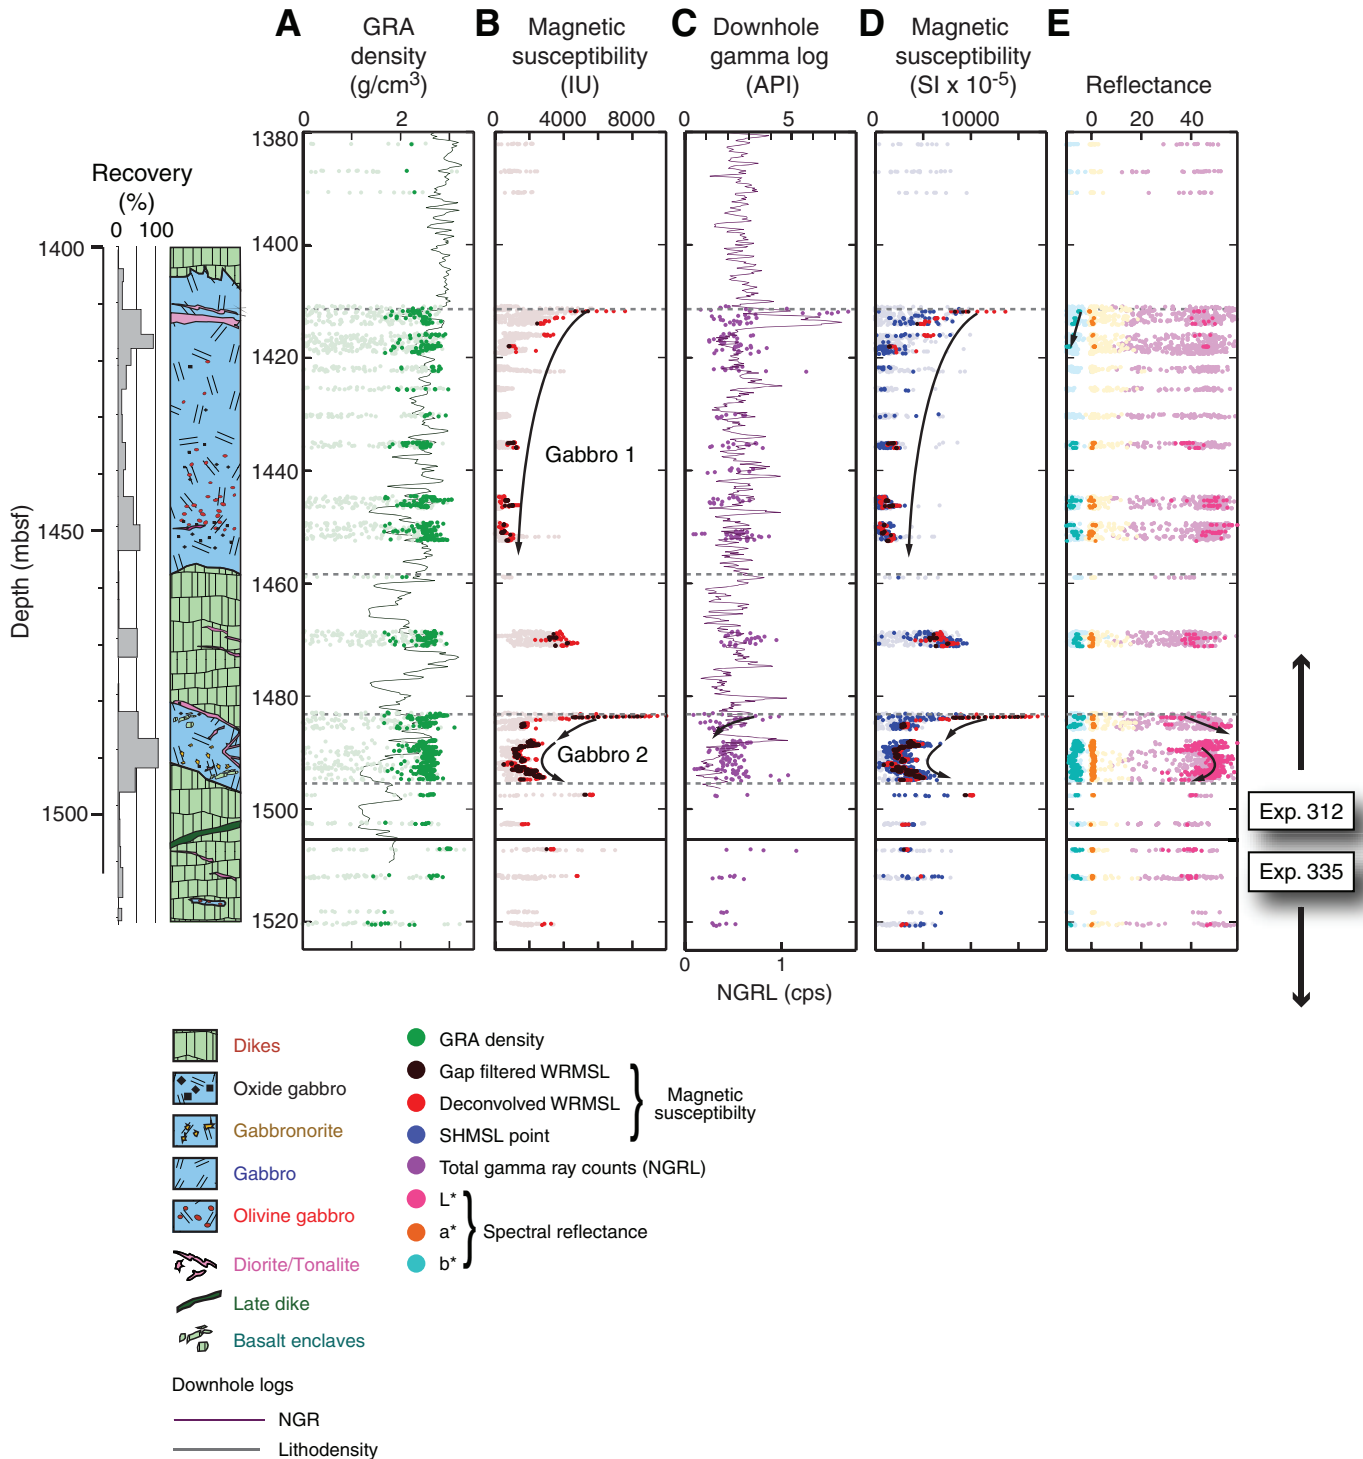 A
GRA
density
(g/cm3)
B
Magnetic
susceptibility
(IU)
C
Downhole
gamma log
(API)
D
Magnetic
susceptibility
(SI x 10-5)
E
Reflectance
0 2
0 4000 8000
0 5
0 10000
0 20 40
Recovery
(%)
0 100
Depth (mbsf)
1400
1450
1500
1380
1400
1420
1440
1460
1480
1500
1520
Gabbro 1
Gabbro 2
Exp. 312
Exp. 335
0 1
NGRL (cps)
Dikes
Oxide gabbro
Gabbronorite
Gabbro
Olivine gabbro
Diorite/Tonalite
Late dike
Basalt enclaves
Downhole logs
NGR
Lithodensity
GRA density
Gap filtered WRMSL
Deconvolved WRMSL
SHMSL point
Magnetic
susceptibilty
Total gamma ray counts (NGRL)
L*
a*
b*
Spectral reflectance